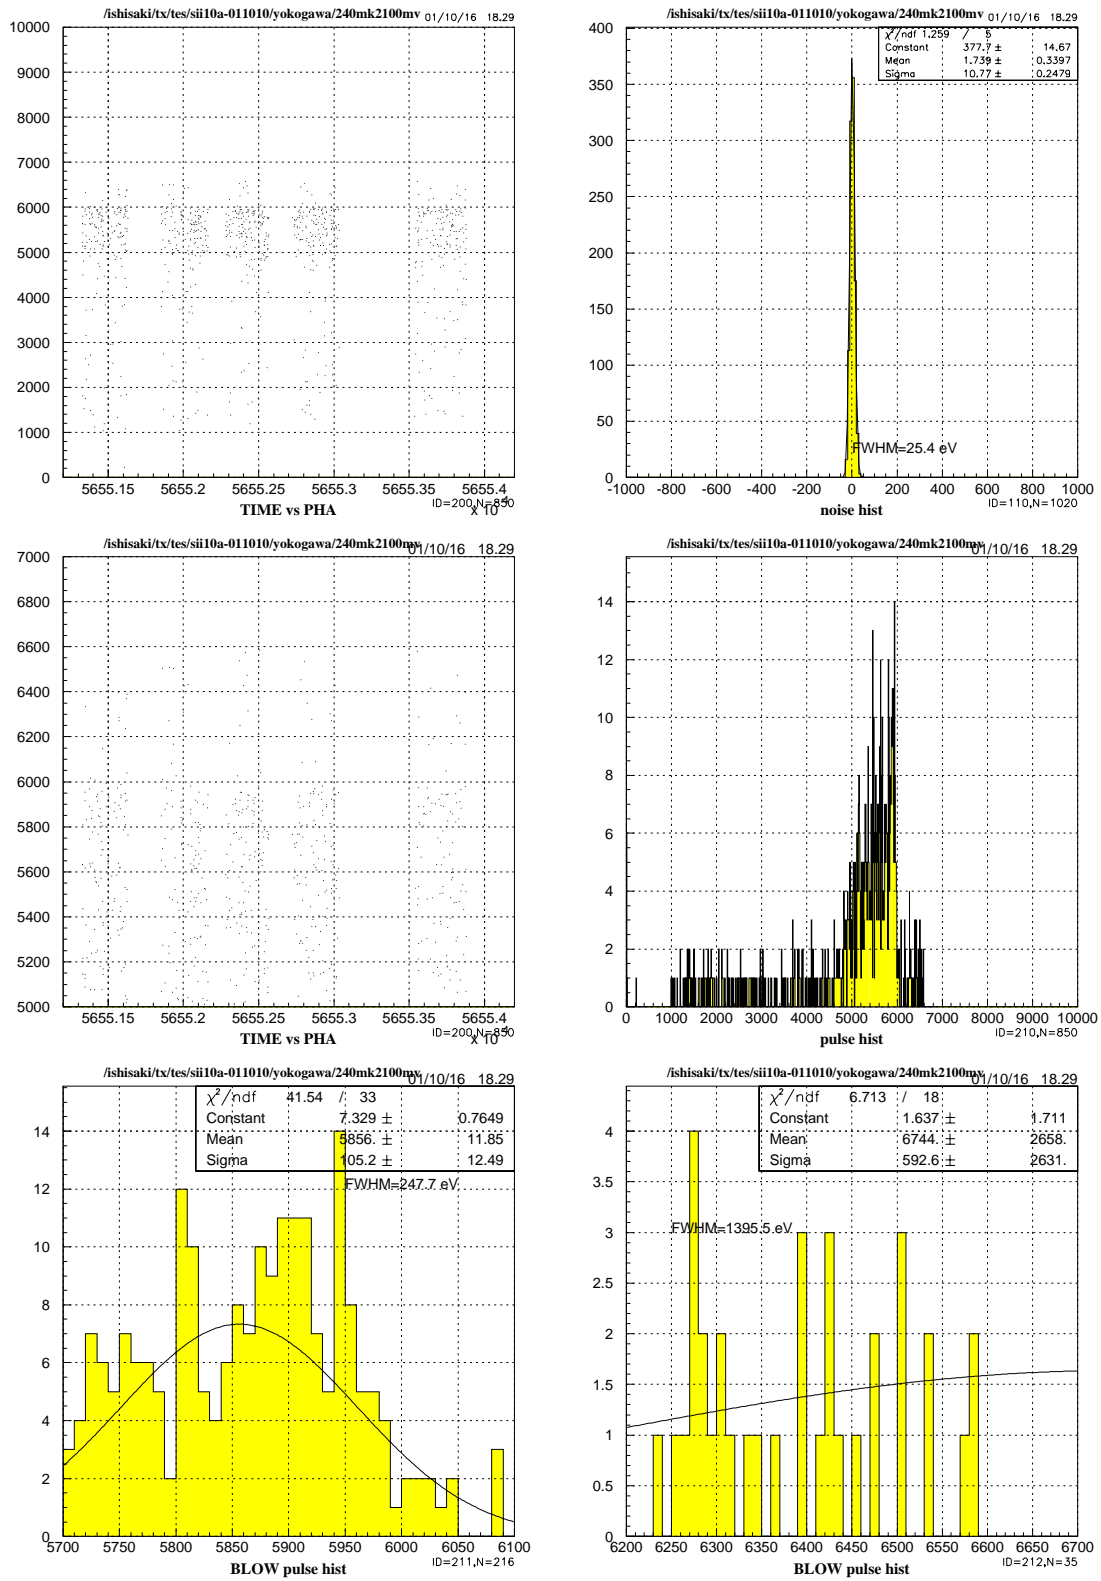 /ishisaki/tx/tes/sii10a-011010/yokogawa/240mk2100mv 01/10/16 18.29
10000
9000
8000
7000
6000
5000
4000
3000
2000
1000
0
5655.15 5655.2 5655.25 5655.3 5655.35 5655.4
TIME vs PHA
x 10^4
ID=200,N=850
/ishisaki/tx/tes/sii10a-011010/yokogawa/240mk2100mv 01/10/16 18.29
χ²/ndf 1.259 / 5
Constant 377.7 ± 14.67
Mean 1.739 ± 0.3397
Sigma 10.77 ± 0.2479
400
350
300
250
200
150
100
50
0
FWHM=25.4 eV
-1000 -800 -600 -400 -200 0 200 400 600 800 1000
noise hist
ID=110,N=1020
/ishisaki/tx/tes/sii10a-011010/yokogawa/240mk2100mv 01/10/16 18.29
7000
6800
6600
6400
6200
6000
5800
5600
5400
5200
5000
5655.15 5655.2 5655.25 5655.3 5655.35 5655.4
TIME vs PHA
x 10^4
ID=200,N=850
/ishisaki/tx/tes/sii10a-011010/yokogawa/240mk2100mv 01/10/16 18.29
14
12
10
8
6
4
2
0
0 1000 2000 3000 4000 5000 6000 7000 8000 9000 10000
pulse hist
ID=210,N=850
/ishisaki/tx/tes/sii10a-011010/yokogawa/240mk2100mv 01/10/16 18.29
χ²/ndf 41.54 / 33
Constant 7.329 ± 0.7649
Mean 5856. ± 11.85
Sigma 105.2 ± 12.49
FWHM=247.7 eV
14
12
10
8
6
4
2
0
5700 5750 5800 5850 5900 5950 6000 6050 6100
BLOW pulse hist
ID=211,N=216
/ishisaki/tx/tes/sii10a-011010/yokogawa/240mk2100mv 01/10/16 18.29
χ²/ndf 6.713 / 18
Constant 1.637 ± 1.711
Mean 6744. ± 2658.
Sigma 592.6 ± 2631.
FWHM=1395.5 eV
4
3.5
3
2.5
2
1.5
1
0.5
0
6200 6250 6300 6350 6400 6450 6500 6550 6600 6650 6700
BLOW pulse hist
ID=212,N=35